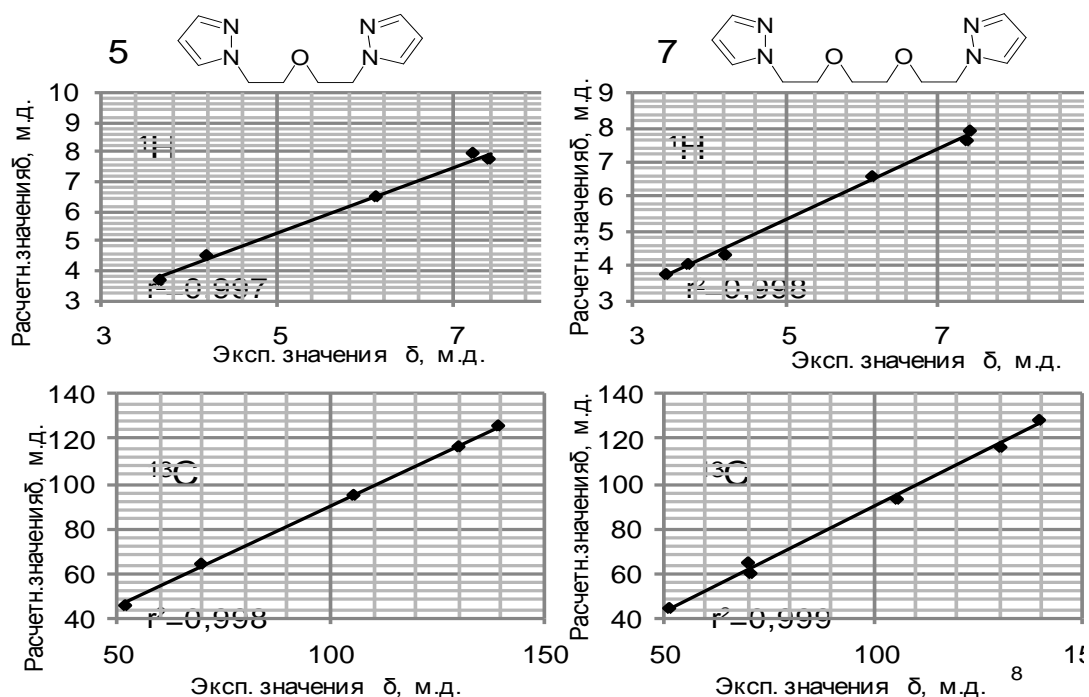 5
N
N
O
N
N
7
N
N
O
O
N
N
Расчетн.значенияδ, м.д.
10
9
8
7
6
5
4
3
¹H
r²=0,997
3
5
7
Эксп. значения δ, м.д.
Расчетн.значенияδ, м.д.
9
8
7
6
5
4
3
¹H
r²=0,998
3
5
7
Эксп. значения δ, м.д.
Расчетн.значенияδ, м.д.
140
120
100
80
60
40
¹³C
r²=0,998
50
100
150
Эксп. значения δ, м.д.
Расчетн.значенияδ, м.д.
140
120
100
80
60
40
¹³C
r²=0,999
50
100
15
Эксп. значения δ, м.д.
8